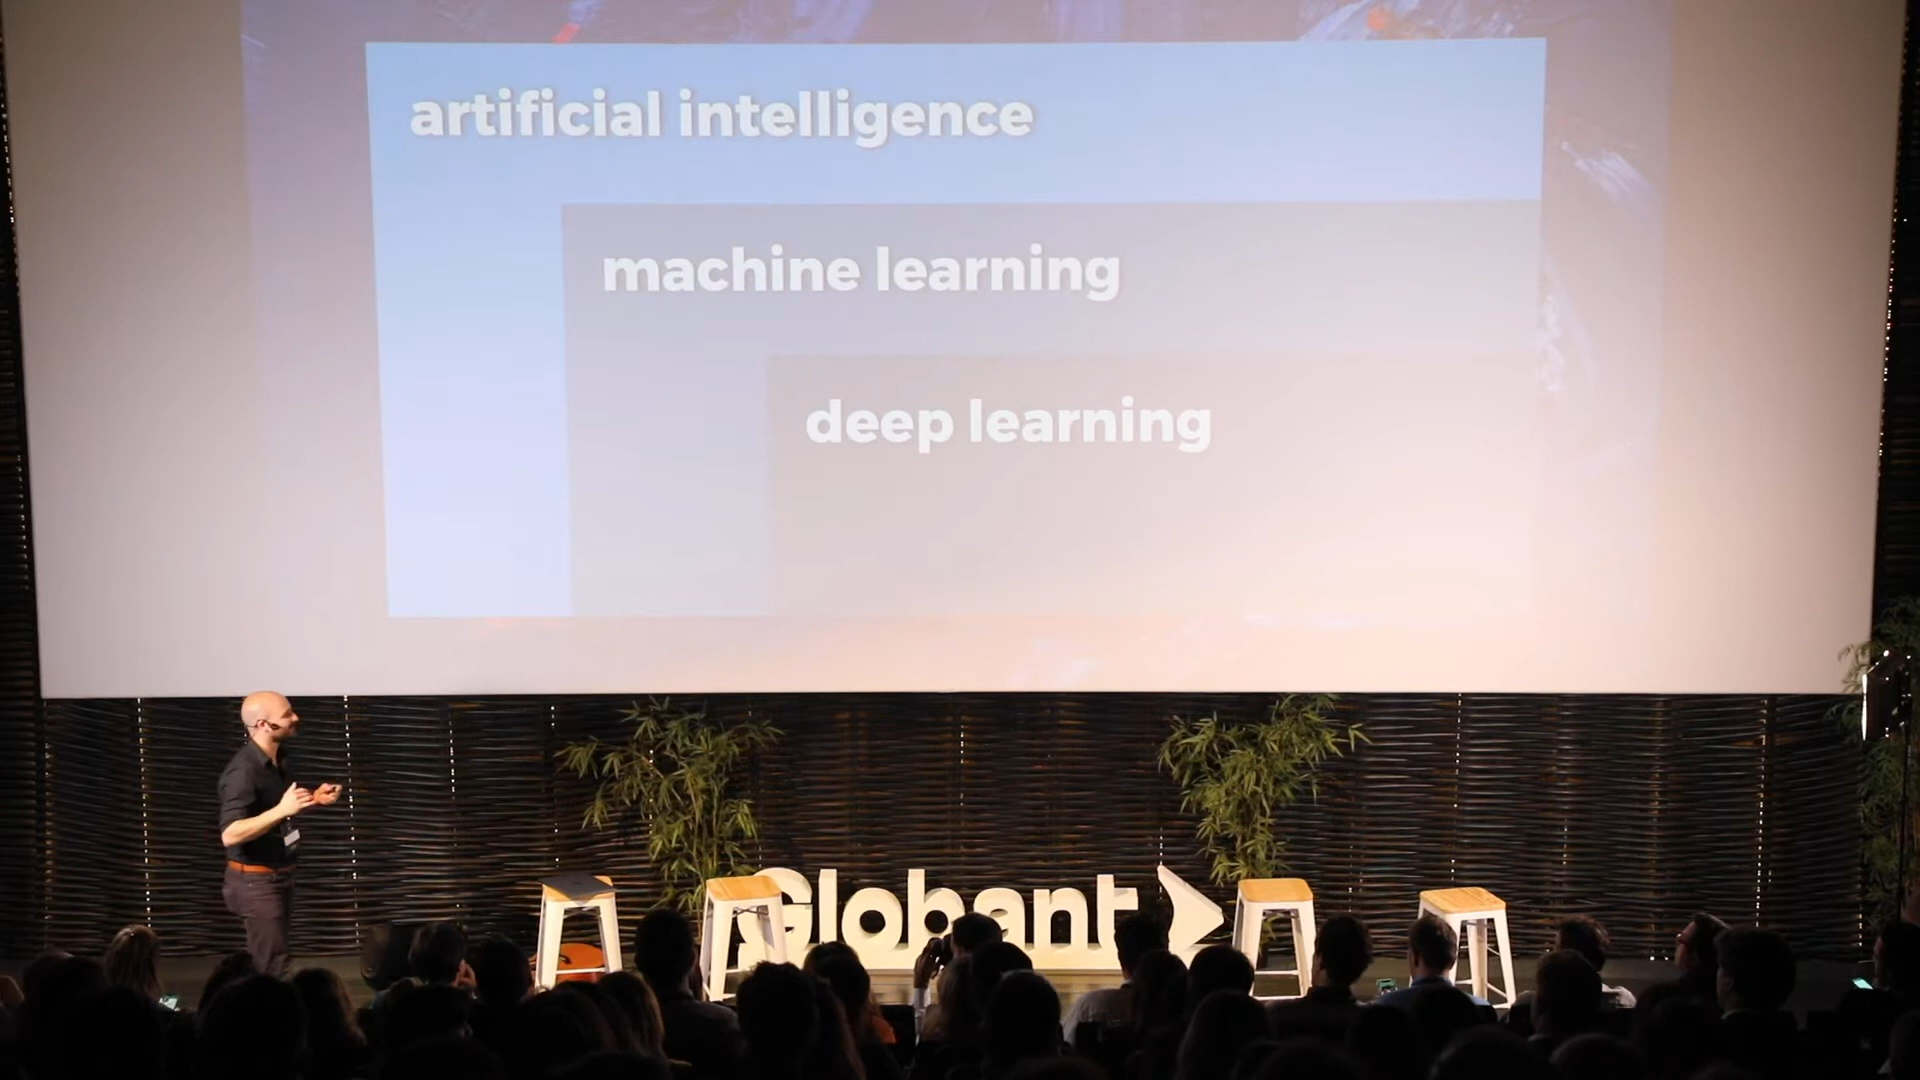 artificial intelligence
machine learning
deep learning
Globant